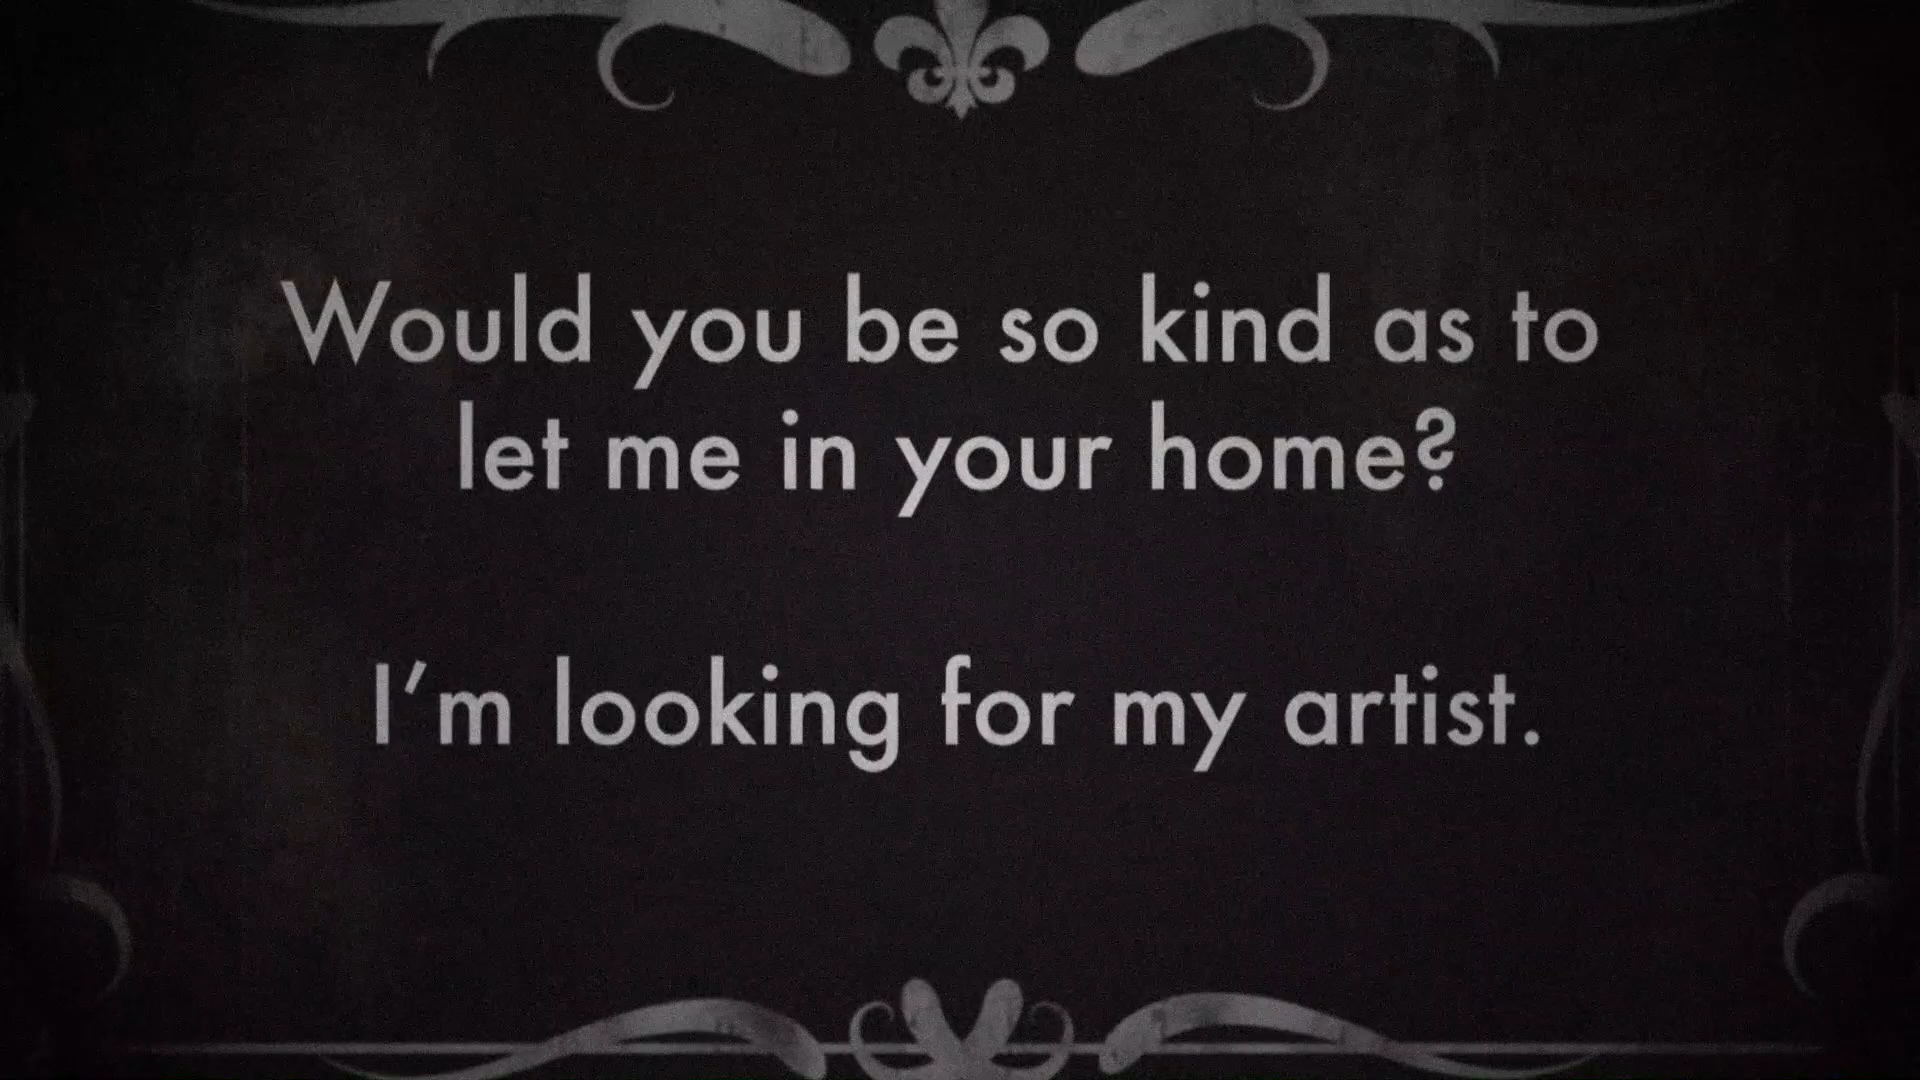 Would you be so kind as to
let me in your home?
I'm looking for my artist.